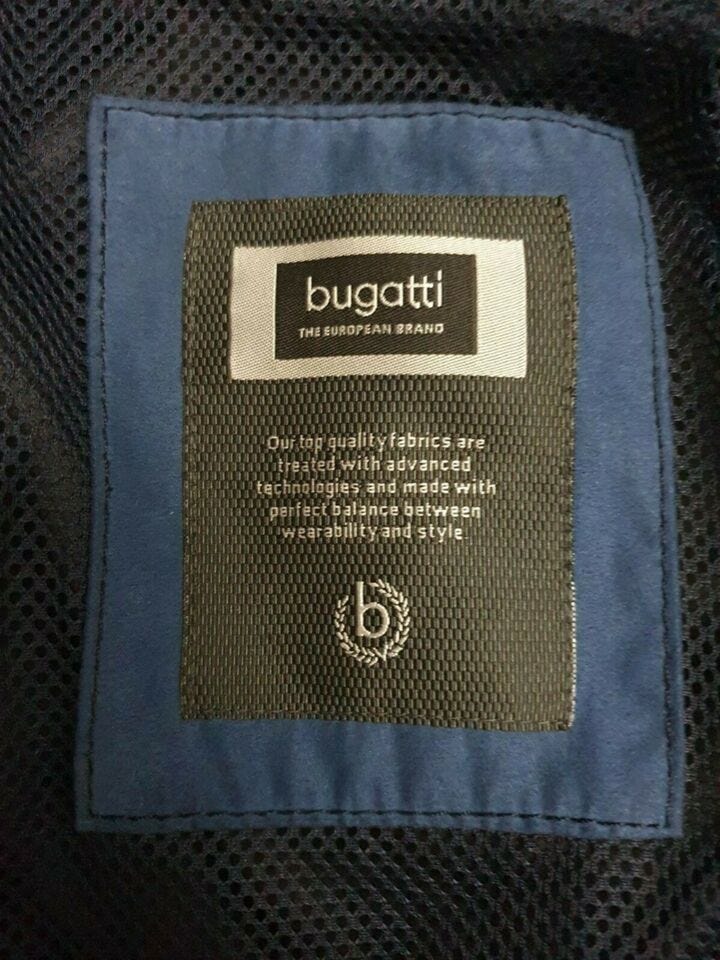 bugatti
THE EUROPEAN BRAND
Our top quality fabrics are
treated with advanced
technologies and made with
perfect balance between
wearability and style.
b